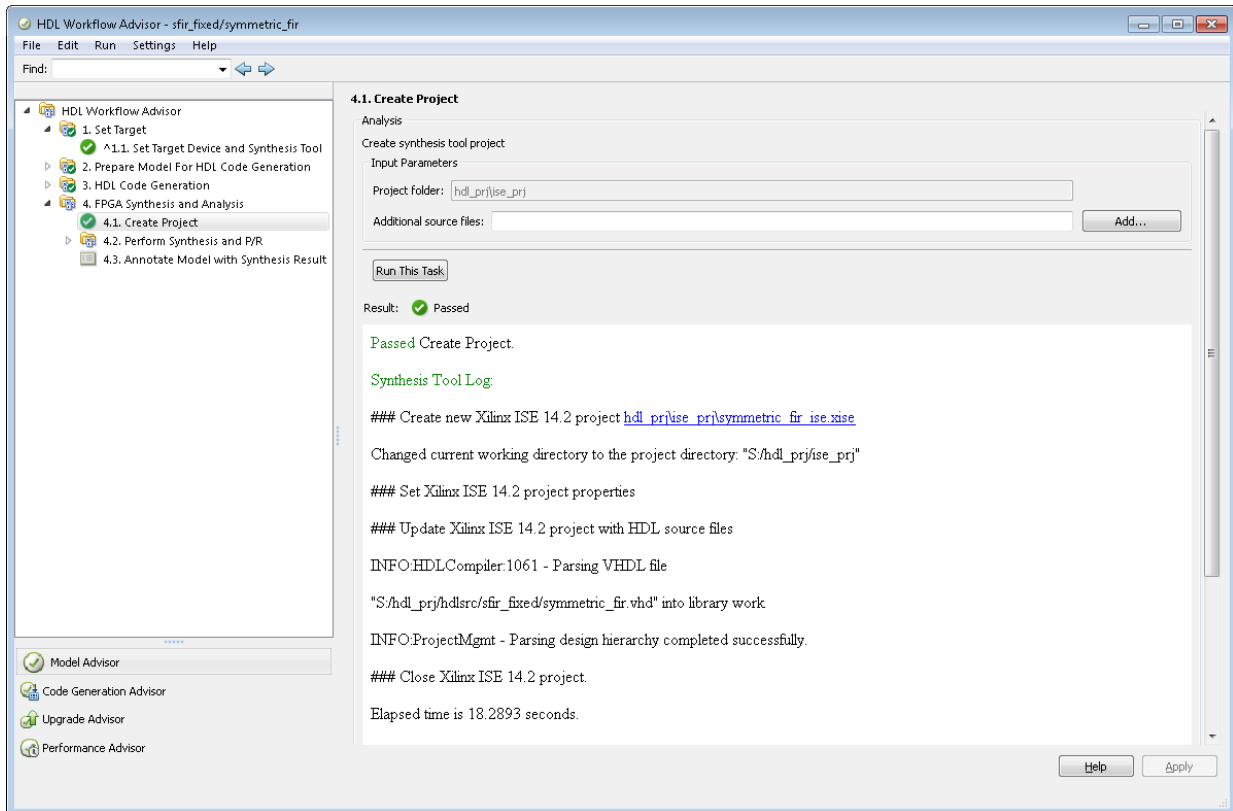 HDL Workflow Advisor - sfir_fixed/symmetric_fir
File Edit Run Settings Help
Find:
HDL Workflow Advisor
1. Set Target
^1.1. Set Target Device and Synthesis Tool
2. Prepare Model For HDL Code Generation
3. HDL Code Generation
4. FPGA Synthesis and Analysis
4.1. Create Project
4.2. Perform Synthesis and P/R
4.3. Annotate Model with Synthesis Result
Model Advisor
Code Generation Advisor
Upgrade Advisor
Performance Advisor
4.1. Create Project
Analysis
Create synthesis tool project
Input Parameters
Project folder: hdl_prj\ise_prj
Additional source files: Add...
Run This Task
Result: Passed
Passed Create Project.
Synthesis Tool Log:
### Create new Xilinx ISE 14.2 project hdl_prj\ise_prj\symmetric_fir_ise.xise
Changed current working directory to the project directory: "S:/hdl_prj/ise_prj"
### Set Xilinx ISE 14.2 project properties
### Update Xilinx ISE 14.2 project with HDL source files
INFO:HDLCompiler:1061 - Parsing VHDL file
"S:/hdl_prj/hdlsrc/sfir_fixed/symmetric_fir.vhd" into library work
INFO:ProjectMgmt - Parsing design hierarchy completed successfully.
### Close Xilinx ISE 14.2 project.
Elapsed time is 18.2893 seconds.
Help Apply